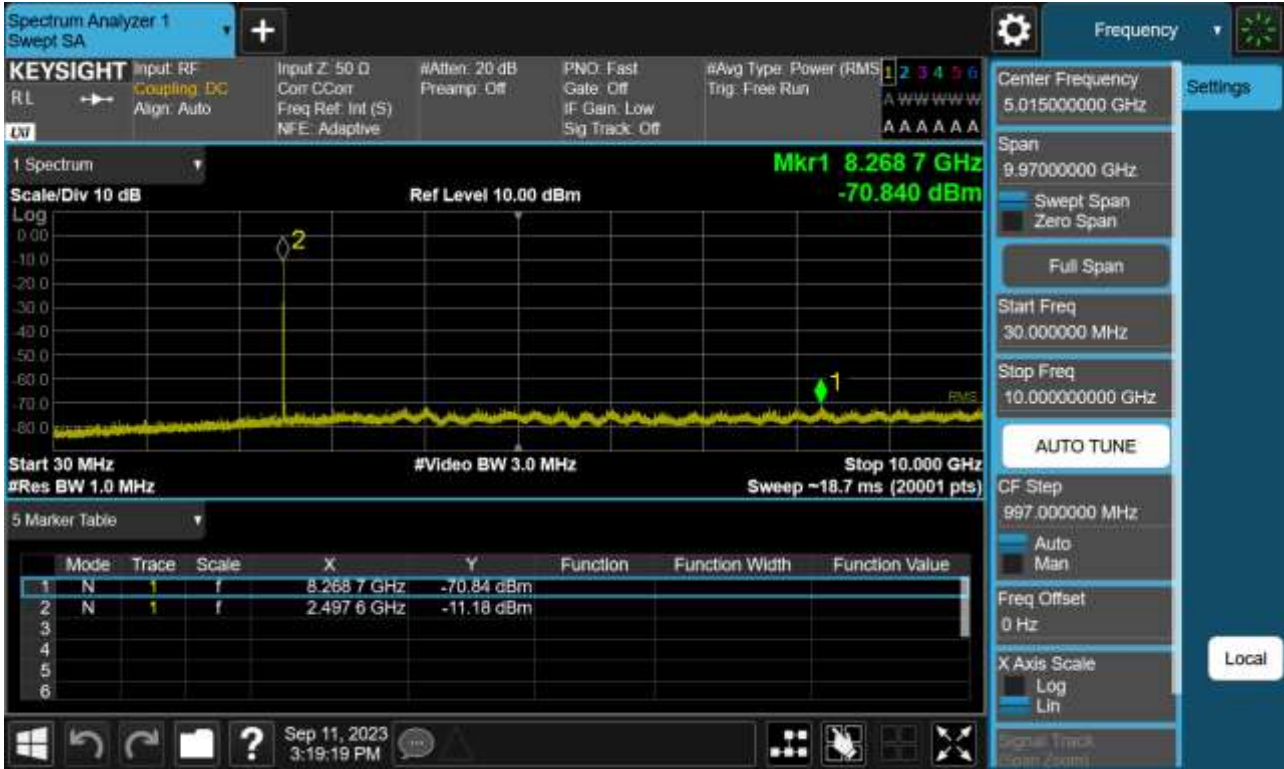 Spectrum Analyzer 1
Swept SA
+
Frequency
KEYSIGHT
RL
LXI
Input: RF
Coupling: DC
Align: Auto
Input Z: 50 Ω
Corr CCorr
Freq Ref: Int (S)
NFE: Adaptive
#Atten: 20 dB
Preamp: Off
PNO: Fast
Gate: Off
IF Gain: Low
Sig Track: Off
#Avg Type: Power (RMS
Trig: Free Run
1 2 3 4 5 6
A W W W W W
A A A A A A
1 Spectrum
Mkr1 8.268 7 GHz
-70.840 dBm
Scale/Div 10 dB
Ref Level 10.00 dBm
Log
0.00
-10.0
-20.0
-30.0
-40.0
-50.0
-60.0
-70.0
-80.0
2
1
RMS
Start 30 MHz
#Video BW 3.0 MHz
Stop 10.000 GHz
#Res BW 1.0 MHz
Sweep ~18.7 ms (20001 pts)
5 Marker Table
Mode Trace Scale X Y Function Function Width Function Value
1 N 1 f 8.268 7 GHz -70.84 dBm
2 N 1 f 2.497 6 GHz -11.18 dBm
3
4
5
6
?
Sep 11, 2023
3:19:19 PM
Center Frequency
5.015000000 GHz
Settings
Span
9.97000000 GHz
Swept Span
Zero Span
Full Span
Start Freq
30.000000 MHz
Stop Freq
10.000000000 GHz
AUTO TUNE
CF Step
997.000000 MHz
Auto
Man
Freq Offset
0 Hz
X Axis Scale
Log
Lin
Local
Signal Track
(Span Zoom)